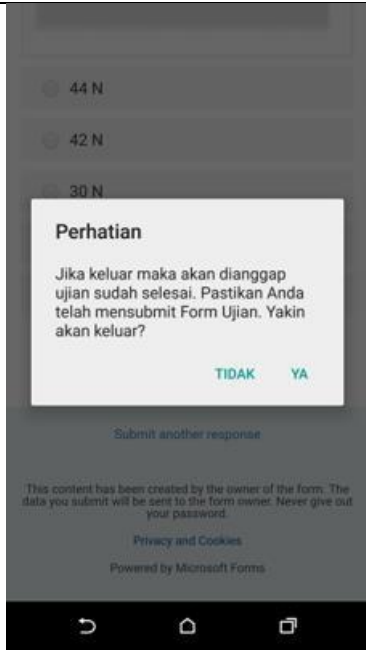 44 N
42 N
30 N
Perhatian
Jika keluar maka akan dianggap
ujian sudah selesai. Pastikan Anda
telah mensubmit Form Ujian. Yakin
akan keluar?
TIDAK YA
Submit another response
This content has been created by the owner of the form. The
data you submit will be sent to the form owner. Never give out
your password.
Privacy and Cookies
Powered by Microsoft Forms